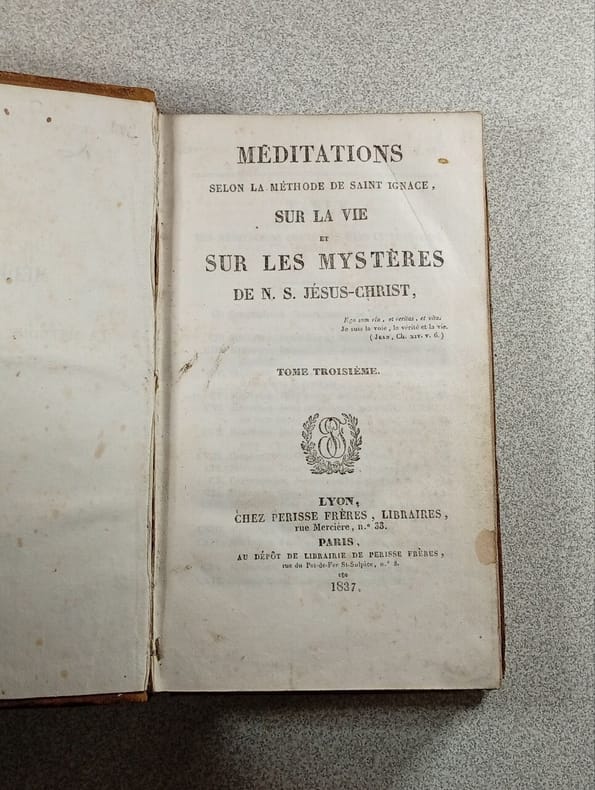 MÉDITATIONS
SELON LA MÉTHODE DE SAINT IGNACE,
SUR LA VIE
ET
SUR LES MYSTÈRES
DE N. S. JÉSUS-CHRIST,
Ego sum via, et veritas, et vita.
Je suis la voie, la vérité et la vie.
(JEAN, Ch. XIV. v. 6.)
TOME TROISIÈME.
LYON,
CHEZ PERISSE FRÈRES, LIBRAIRES,
rue Mercière, n.º 33.
PARIS,
AU DÉPÔT DE LIBRAIRIE DE PERISSE FRÈRES,
rue du Pot-de-Fer St-Sulpice, n.º 8.
1837.